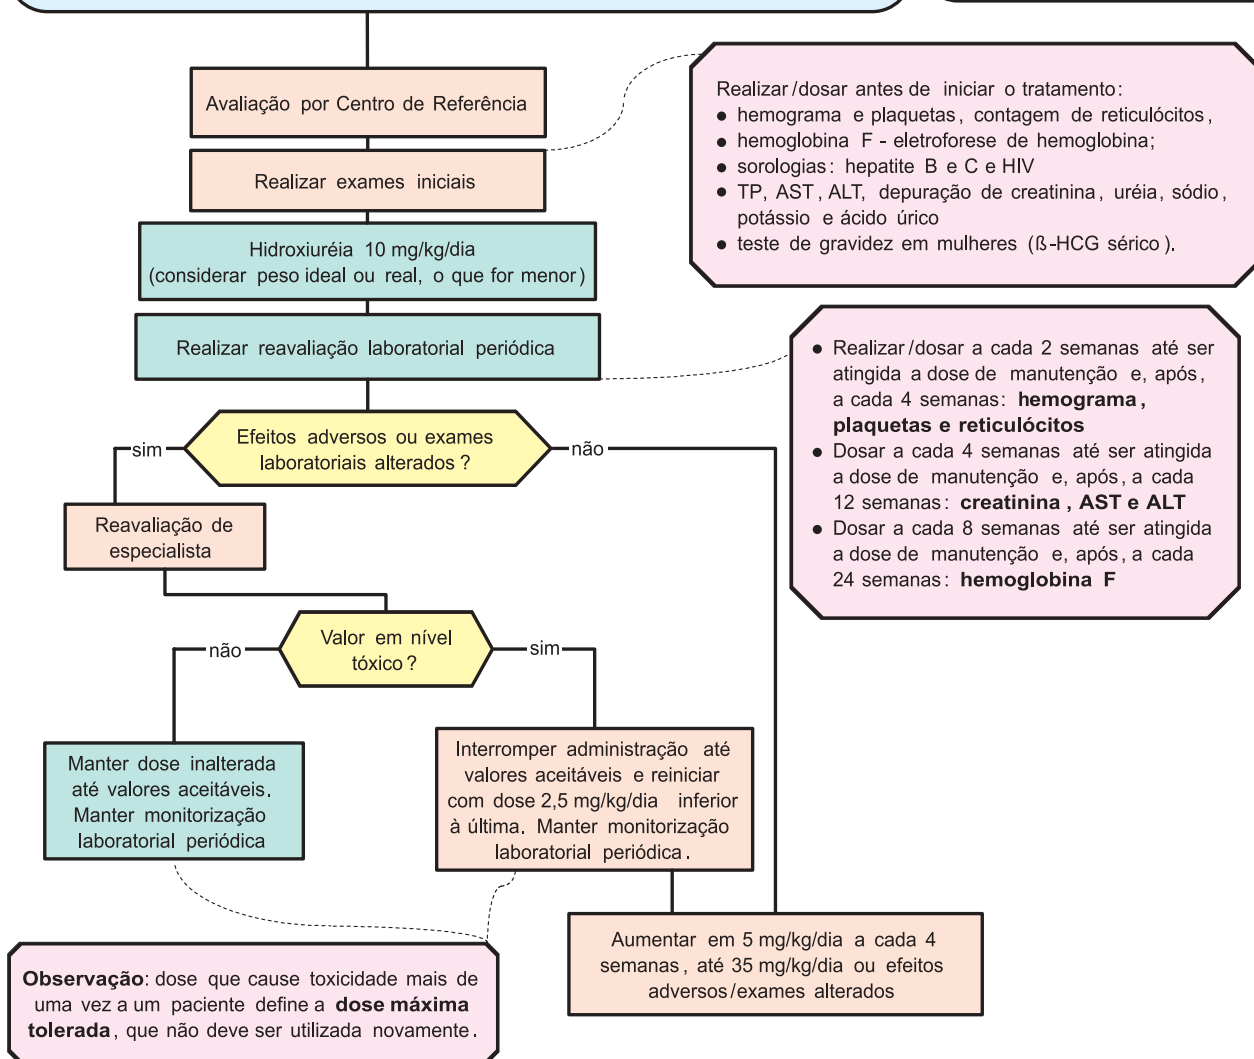 Avaliação por Centro de Referência
Realizar exames iniciais
Realizar/dosar antes de iniciar o tratamento:
● hemograma e plaquetas, contagem de reticulócitos,
● hemoglobina F - eletroforese de hemoglobina;
● sorologias: hepatite B e C e HIV
● TP, AST, ALT, depuração de creatinina, uréia, sódio,
potássio e ácido úrico
● teste de gravidez em mulheres (ß-HCG sérico).
Hidroxiuréia 10 mg/kg/dia
(considerar peso ideal ou real, o que for menor)
Realizar reavaliação laboratorial periódica
● Realizar/dosar a cada 2 semanas até ser
atingida a dose de manutenção e, após,
a cada 4 semanas: hemograma,
plaquetas e reticulócitos
● Dosar a cada 4 semanas até ser atingida
a dose de manutenção e, após, a cada
12 semanas: creatinina, AST e ALT
● Dosar a cada 8 semanas até ser atingida
a dose de manutenção e, após, a cada
24 semanas: hemoglobina F
Efeitos adversos ou exames
laboratoriais alterados?
sim
não
Reavaliação de
especialista
Valor em nível
tóxico?
não
sim
Manter dose inalterada
até valores aceitáveis.
Manter monitorização
laboratorial periódica
Interromper administração até
valores aceitáveis e reiniciar
com dose 2,5 mg/kg/dia inferior
à última. Manter monitorização
laboratorial periódica.
Aumentar em 5 mg/kg/dia a cada 4
semanas, até 35 mg/kg/dia ou efeitos
adversos/exames alterados
Observação: dose que cause toxicidade mais de
uma vez a um paciente define a dose máxima
tolerada, que não deve ser utilizada novamente.